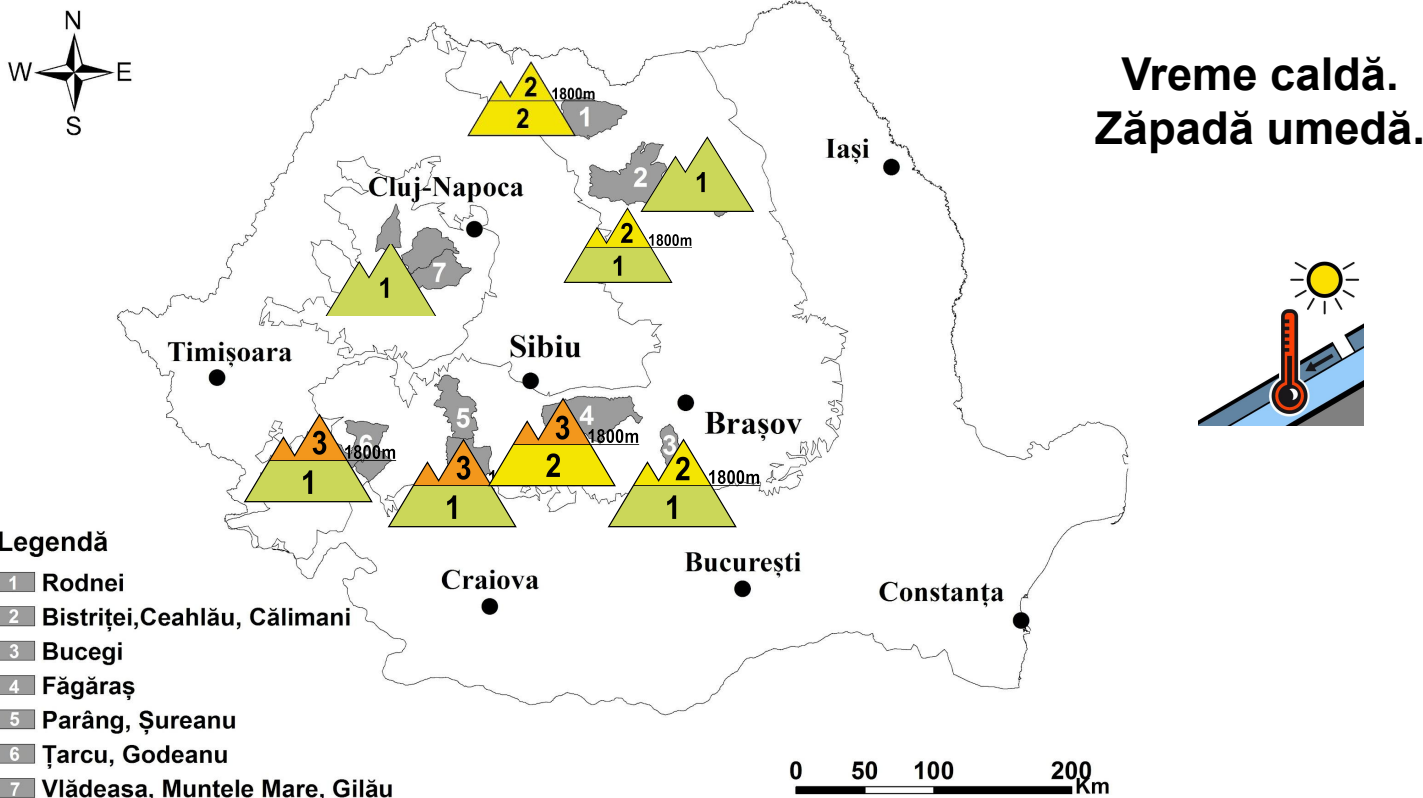 N
W E
S
Vreme caldă.
Zăpadă umedă.
2
1800m
2
1
Iași
2
1
Cluj-Napoca
2
1800m
1
7
1
Timișoara
Sibiu
Brașov
5
4
3
1800m
2
6
3
1800m
1
3
1
3
2
1800m
1
Craiova
București
Constanța
Legendă
1 Rodnei
2 Bistriței,Ceahlău, Călimani
3 Bucegi
4 Făgăraș
5 Parâng, Șureanu
6 Țarcu, Godeanu
7 Vlădeasa, Muntele Mare, Gilău
0 50 100 200
Km